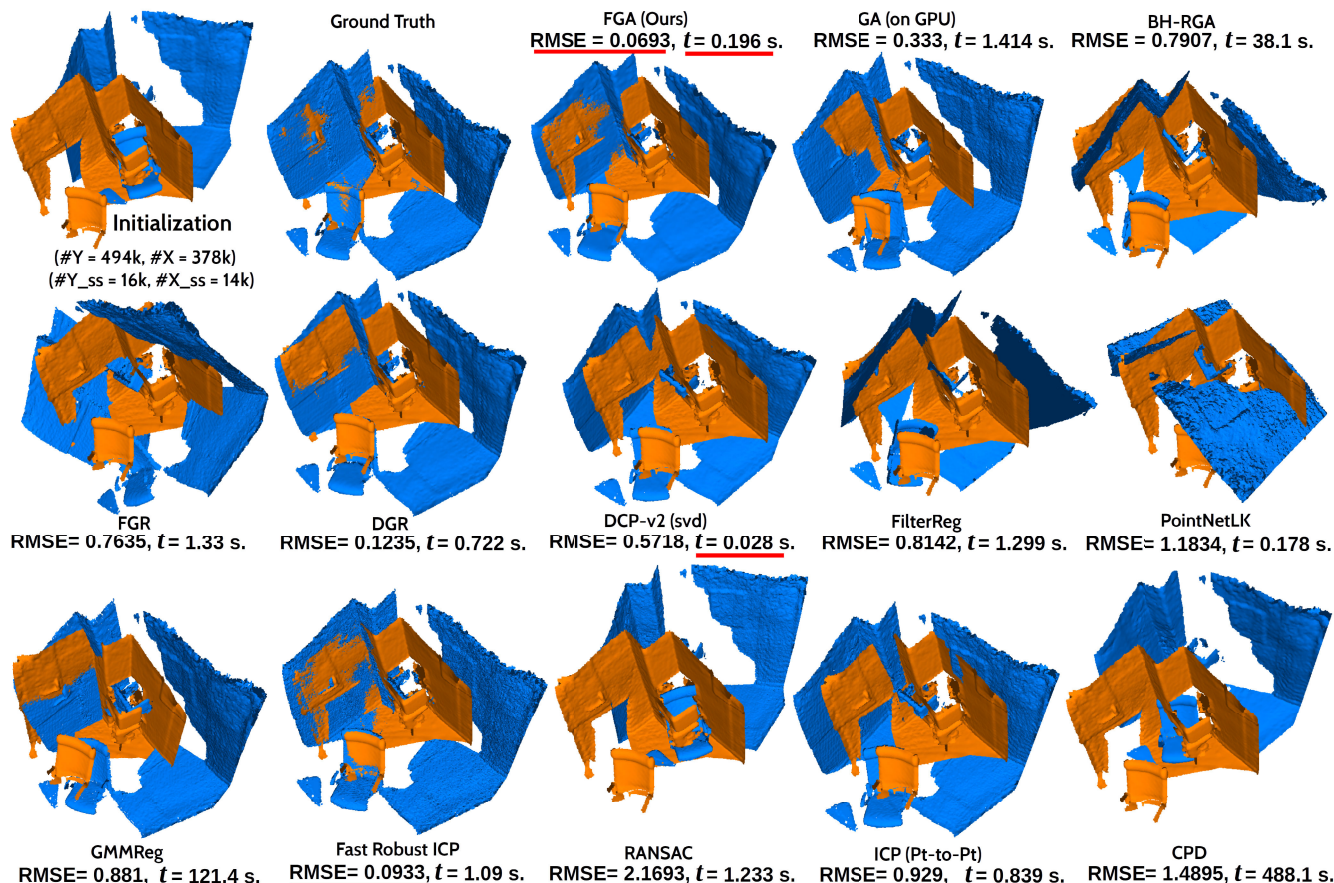 Ground Truth
FGA (Ours)
RMSE = 0.0693, t = 0.196 s.
GA (on GPU)
RMSE = 0.333, t = 1.414 s.
BH-RGA
RMSE = 0.7907, t = 38.1 s.
Initialization
(#Y = 494k, #X = 378k)
(#Y_ss = 16k, #X_ss = 14k)
FGR
RMSE= 0.7635, t = 1.33 s.
DGR
RMSE= 0.1235, t = 0.722 s.
DCP-v2 (svd)
RMSE= 0.5718, t = 0.028 s.
FilterReg
RMSE= 0.8142, t = 1.299 s.
PointNetLK
RMSE= 1.1834, t = 0.178 s.
GMMReg
RMSE = 0.881, t = 121.4 s.
Fast Robust ICP
RMSE= 0.0933, t = 1.09 s.
RANSAC
RMSE= 2.1693, t = 1.233 s.
ICP (Pt-to-Pt)
RMSE = 0.929, t = 0.839 s.
CPD
RMSE = 1.4895, t = 488.1 s.